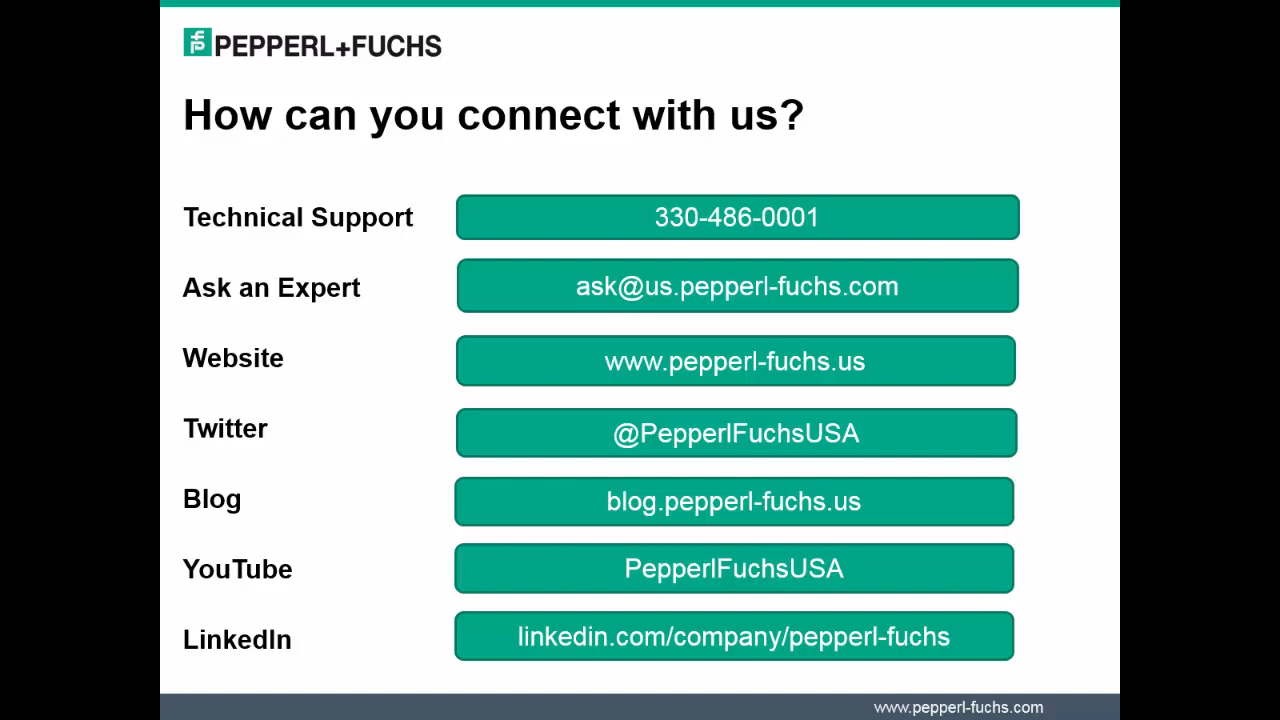 PEPPERL+FUCHS
How can you connect with us?
Technical Support 330-486-0001
Ask an Expert ask@us.pepperl-fuchs.com
Website www.pepperl-fuchs.us
Twitter @PepperlFuchsUSA
Blog blog.pepperl-fuchs.us
YouTube PepperlFuchsUSA
LinkedIn linkedin.com/company/pepperl-fuchs
www.pepperl-fuchs.com